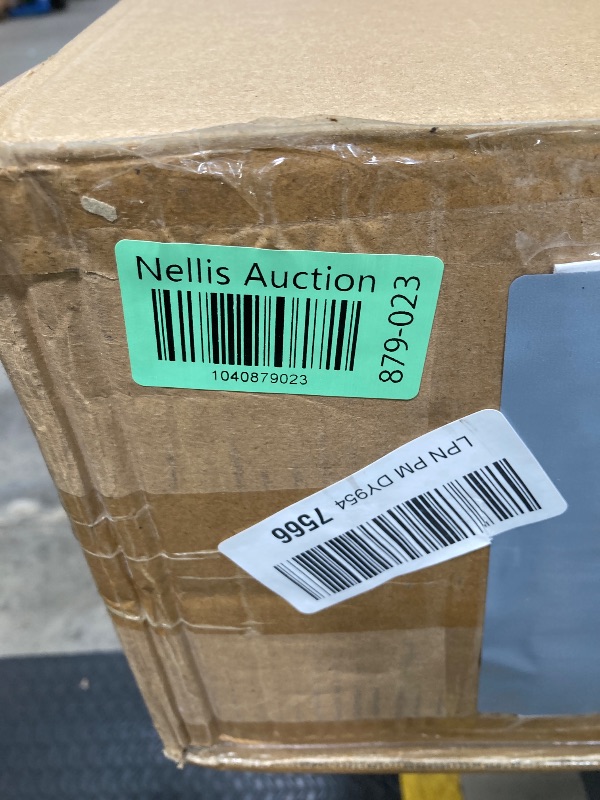 Nellis Auction
1040879023
879-023
LPN PM DY954 7566